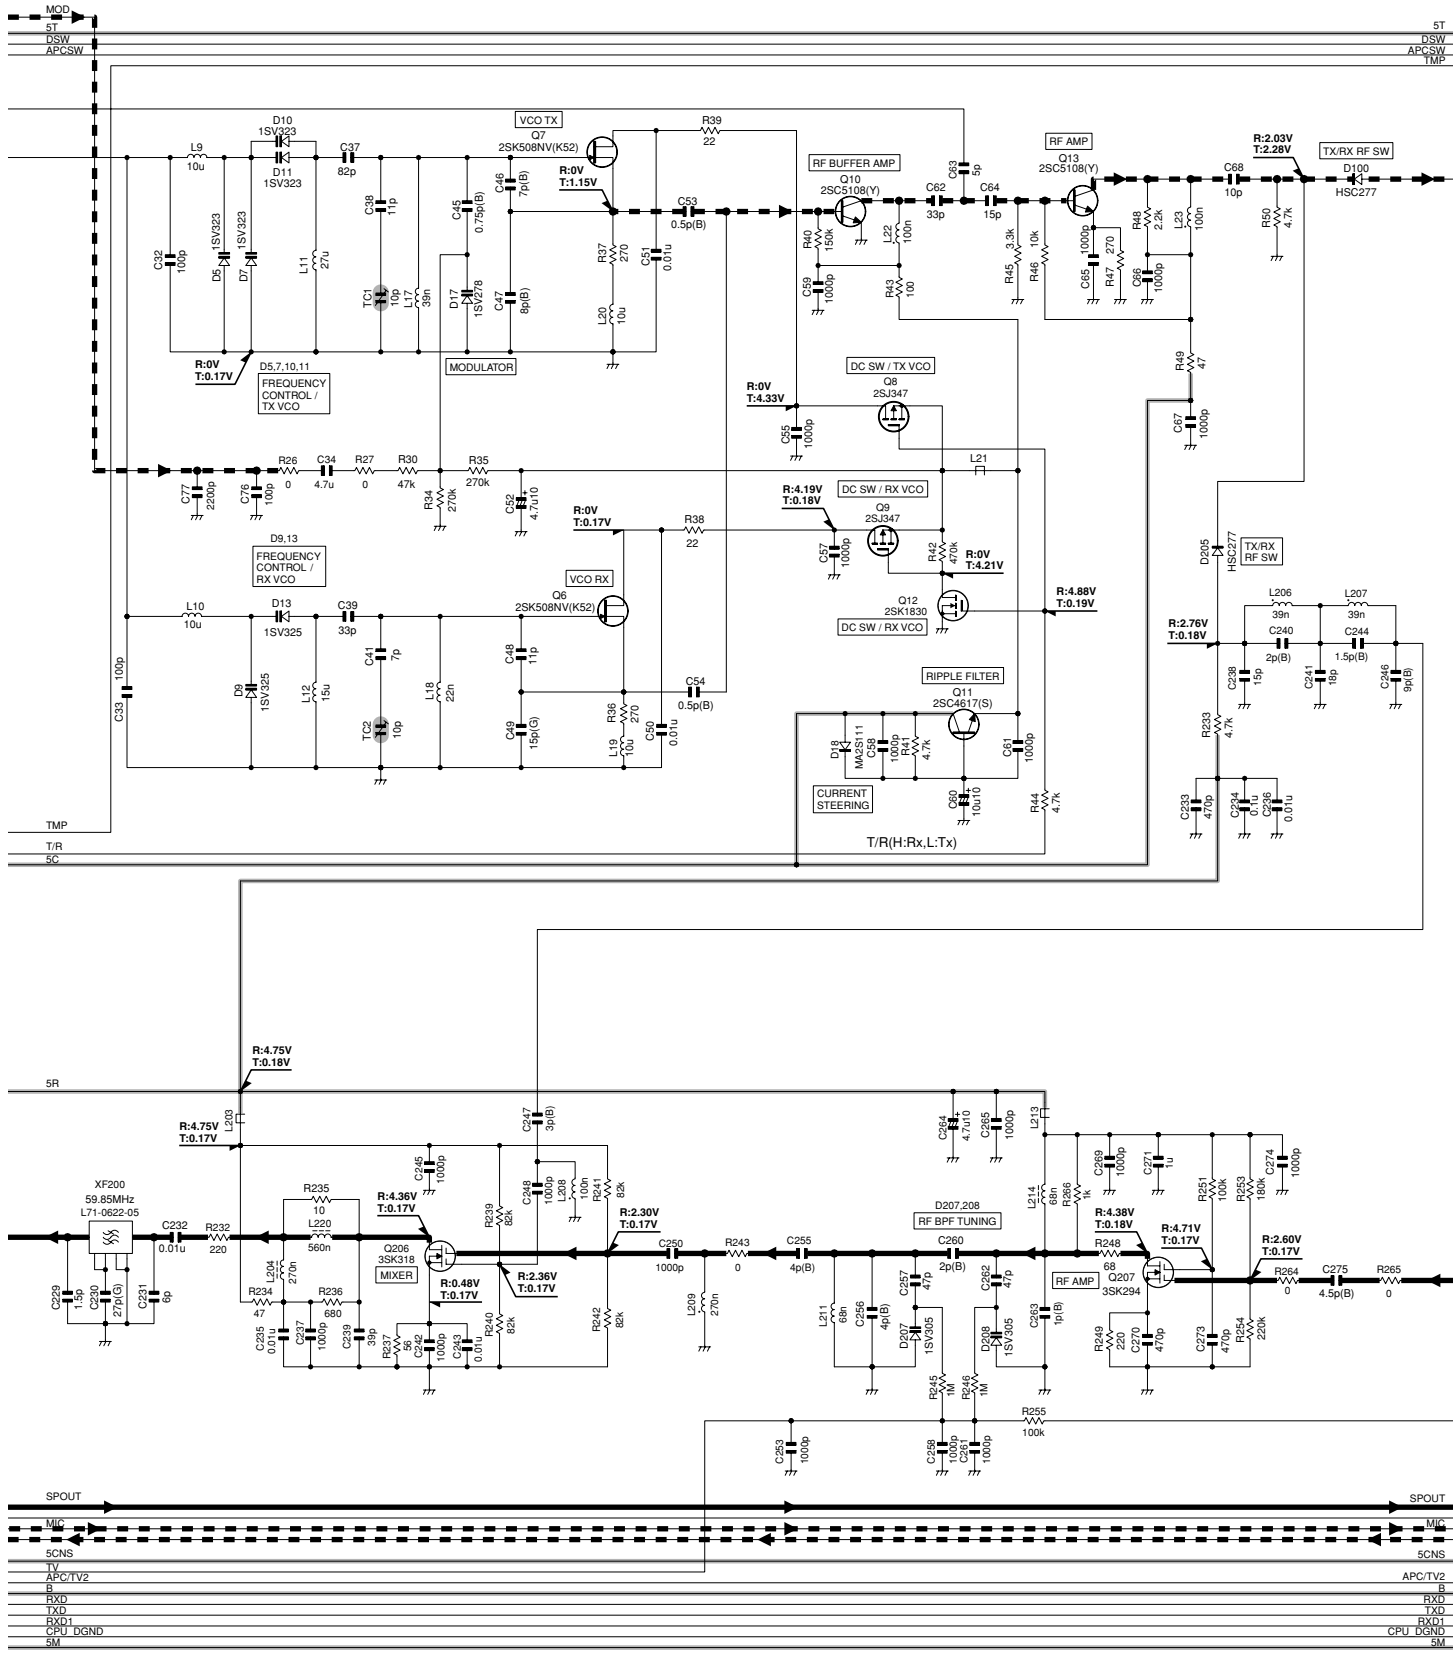 MOD
5T 5T
DSW DSW
APCSW APCSW
TMP
D10
1SV323
L9
10u
D11
1SV323
C37
82p
VCO TX
Q7
2SK508NV(K52)
R39
22
R:0V
T:1.15V
C46
7p(B)
C38
11p
C45
0.75p(B)
C53
0.5p(B)
RF BUFFER AMP
Q10
2SC5108(Y)
C63
5p
C62
33p
C64
15p
RF AMP
Q13
2SC5108(Y)
R:2.03V
T:2.28V
C68
10p
TX/RX RF SW
D100
HSC277
C32
100p
1SV323
D5
1SV323
D7
L11
27u
TC1
10p
L17
39n
D17
1SV278
C47
8p(B)
R37
270
L20
10u
C51
0.01u
R40
150k
C59
1000p
L22
100n
R43
100
3.3k
R45
10k
R46
1000p
C65
270
R47
R48
2.2k
C66
1000p
L23
100n
R50
4.7k
R:0V
T:0.17V
D5,7,10,11
FREQUENCY
CONTROL /
TX VCO
MODULATOR
DC SW / TX VCO
Q8
2SJ347
R:0V
T:4.33V
C55
1000p
R49
47
C67
1000p
R26
0
C34
4.7u
R27
0
R30
47k
R35
270k
L21
C77
2200p
C76
100p
R34
270k
C52
4.7u10
R:0V
T:0.17V
R38
22
R:4.19V
T:0.18V
DC SW / RX VCO
Q9
2SJ347
C57
1000p
R42
470k
R:0V
T:4.21V
D205
HSC277
TX/RX
RF SW
D9,13
FREQUENCY
CONTROL /
RX VCO
VCO RX
Q6
2SK508NV(K52)
Q12
2SK1830
DC SW / RX VCO
R:4.88V
T:0.19V
L10
10u
D13
1SV325
C39
33p
L206
39n
L207
39n
R:2.76V
T:0.18V
C240
2p(B)
C244
1.5p(B)
C238
15p
C241
18p
C246
9p(B)
100p
C33
D9
1SV325
L12
15u
C41
7p
TC2
10p
L18
22n
C48
11p
C49
15p(G)
R36
270
L19
10u
C50
0.01u
C54
0.5p(B)
RIPPLE FILTER
Q11
2SC4617(S)
R233
4.7k
D18
MA2S111
C58
1000p
R41
4.7k
C61
1000p
CURRENT
STEERING
C60
10u10
R44
4.7k
C233
470p
C234
0.1u
C236
0.01u
TMP
T/R
T/R(H:Rx,L:Tx)
5C
R:4.75V
T:0.18V
5R
L203
R:4.75V
T:0.17V
C247
3p(B)
C264
4.7u10
C265
1000p
L213
C245
1000p
C248
1000p
L208
100n
R241
82k
R239
82k
XF200
59.85MHz
L71-0622-05
R235
10
L220
560n
R:4.36V
T:0.17V
R:2.30V
T:0.17V
D207,208
RF BPF TUNING
L214
68n
R266
1k
C269
1000p
C271
1u
R251
100k
R253
180k
C274
1000p
R:4.38V
T:0.18V
R:4.71V
T:0.17V
R:2.60V
T:0.17V
C232
0.01u
R232
220
Q206
3SK318
MIXER
C250
1000p
R243
0
C255
4p(B)
C260
2p(B)
R248
68
RF AMP
Q207
3SK294
R264
0
C275
4.5p(B)
R265
0
L204
270n
R:0.48V
T:0.17V
R:2.36V
T:0.17V
C229
1.5p
C230
27p(G)
C231
6p
R234
47
R236
680
C235
0.01u
C237
1000p
C239
39p
R237
56
C242
1000p
C243
0.01u
R240
82k
R242
82k
L209
270n
L211
68n
C256
4p(B)
C257
47p
D207
1SV305
C262
47p
D208
1SV305
C263
1p(B)
R249
220
C270
470p
C273
470p
R254
220k
R245
1M
R246
1M
R255
100k
C253
1000p
C258
1000p
C261
1000p
SPOUT SPOUT
MIC MIC
5CNS 5CNS
TV
APC/TV2 APC/TV2
B B
RXD RXD
TXD TXD
RXD1 RXD1
CPU DGND CPU DGND
5M 5M